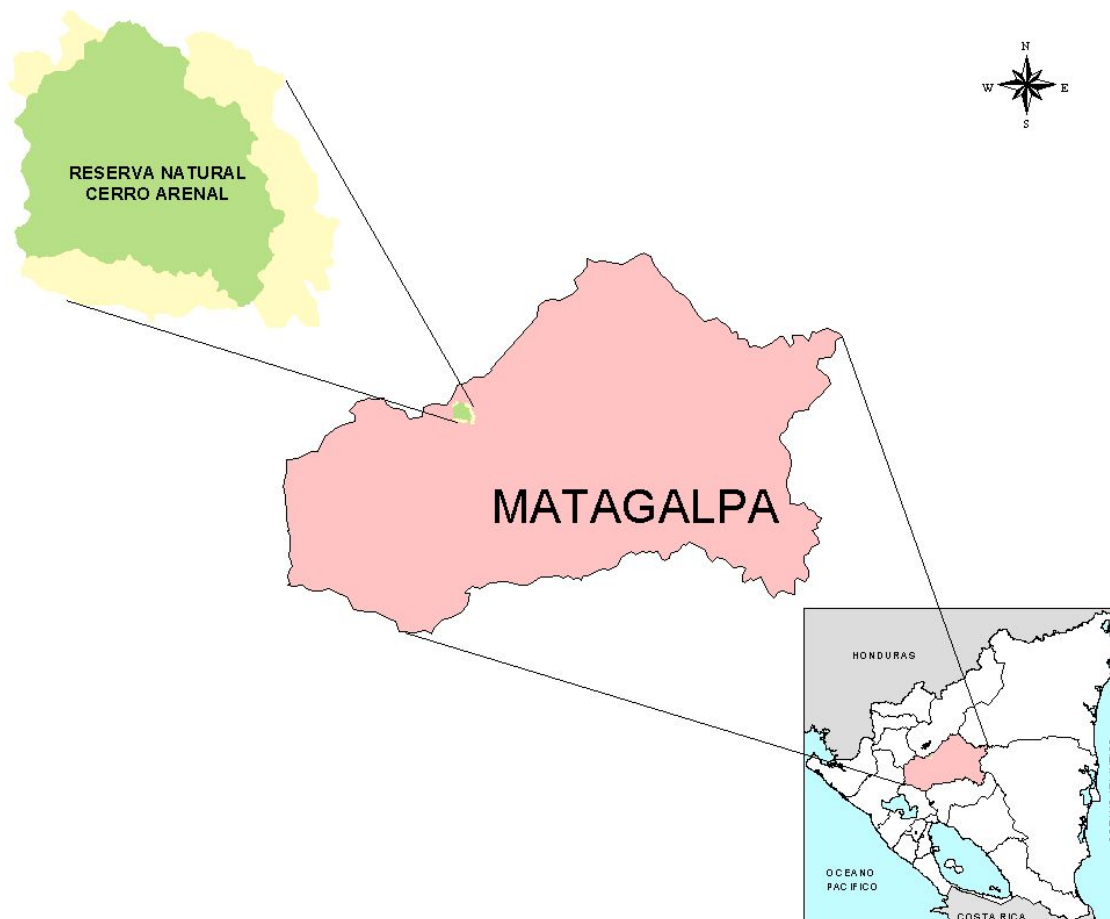 N
W E
S
RESERVA NATURAL
CERRO ARENAL
MATAGALPA
HONDURAS
OCEANO
PACIFICO
COSTA RICA